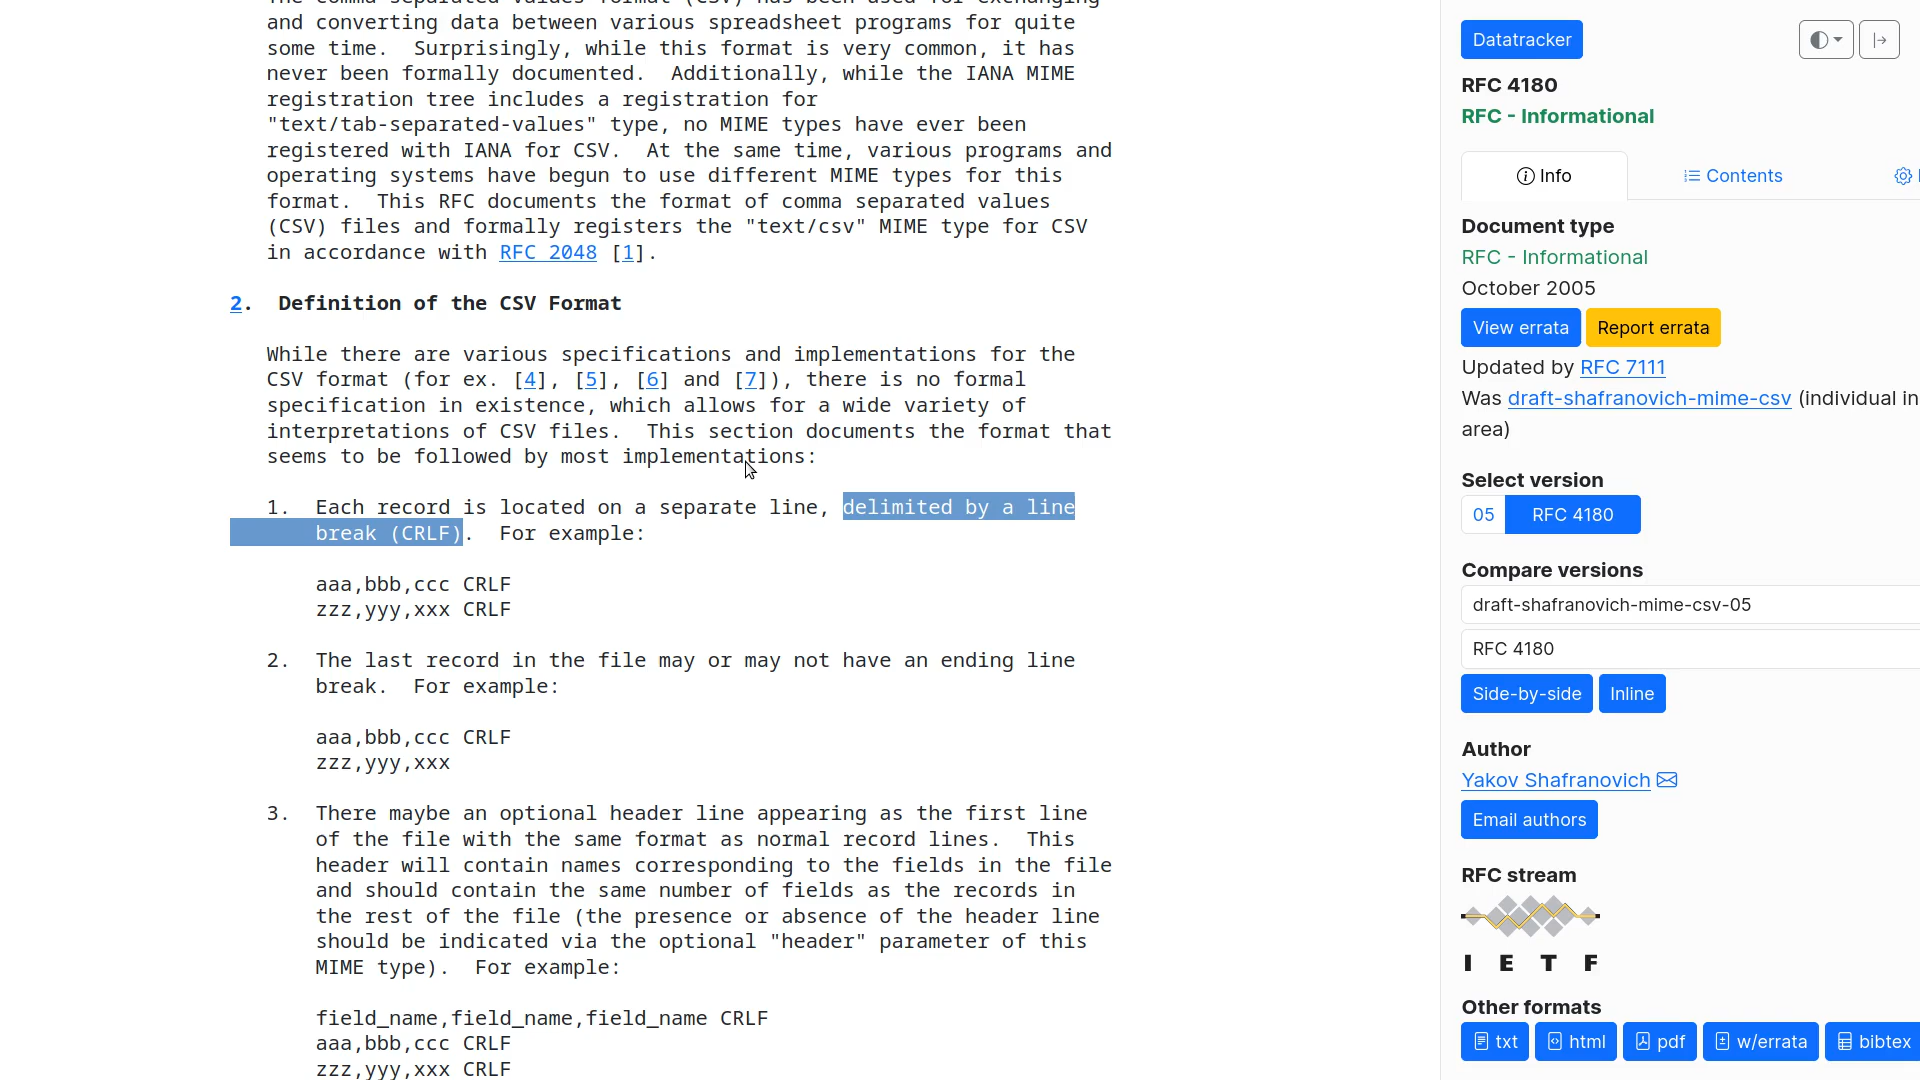 The comma separated values format (CSV) has been used for exchanging
and converting data between various spreadsheet programs for quite
some time.  Surprisingly, while this format is very common, it has
never been formally documented.  Additionally, while the IANA MIME
registration tree includes a registration for
"text/tab-separated-values" type, no MIME types have ever been
registered with IANA for CSV.  At the same time, various programs and
operating systems have begun to use different MIME types for this
format.  This RFC documents the format of comma separated values
(CSV) files and formally registers the "text/csv" MIME type for CSV
in accordance with RFC 2048 [1].
2.  Definition of the CSV Format
While there are various specifications and implementations for the
CSV format (for ex. [4], [5], [6] and [7]), there is no formal
specification in existence, which allows for a wide variety of
interpretations of CSV files.  This section documents the format that
seems to be followed by most implementations:
1.  Each record is located on a separate line, delimited by a line
break (CRLF).  For example:
aaa,bbb,ccc CRLF
zzz,yyy,xxx CRLF
2.  The last record in the file may or may not have an ending line
break.  For example:
aaa,bbb,ccc CRLF
zzz,yyy,xxx
3.  There maybe an optional header line appearing as the first line
of the file with the same format as normal record lines.  This
header will contain names corresponding to the fields in the file
and should contain the same number of fields as the records in
the rest of the file (the presence or absence of the header line
should be indicated via the optional "header" parameter of this
MIME type).  For example:
field_name,field_name,field_name CRLF
aaa,bbb,ccc CRLF
zzz,yyy,xxx CRLF
Datatracker
RFC 4180
RFC - Informational
Info
Contents
Document type
RFC - Informational
October 2005
View errata Report errata
Updated by RFC 7111
Was draft-shafranovich-mime-csv (individual in
area)
Select version
05 RFC 4180
Compare versions
draft-shafranovich-mime-csv-05
RFC 4180
Side-by-side Inline
Author
Yakov Shafranovich
Email authors
RFC stream
I E T F
Other formats
txt html pdf w/errata bibtex